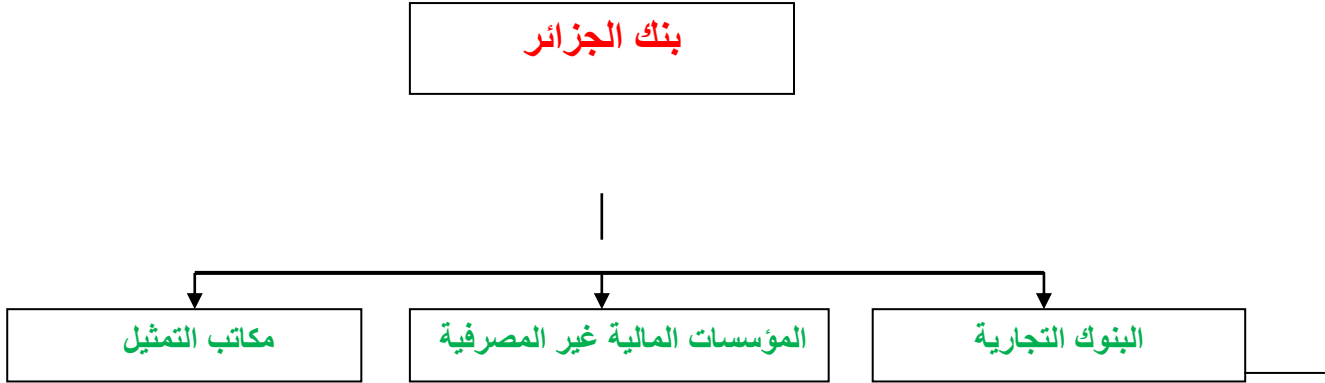 بنك الجزائر
البنوك التجارية
المؤسسات المالية غير المصرفية
مكاتب التمثيل